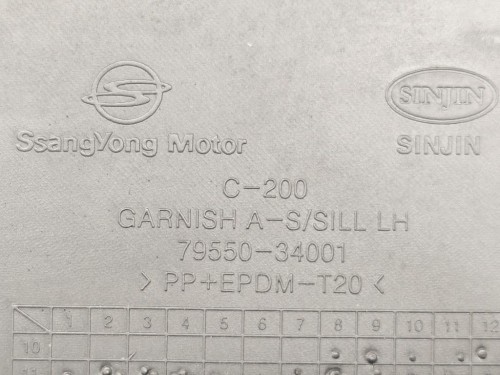 SINJIN
SsangYong Motor
SINJIN
C-200
GARNISH A-S/SILL LH
79550-34001
> PP+EPDM-T20 <
1 2 3 4 5 6 7 8 9 10 11 12
10
11